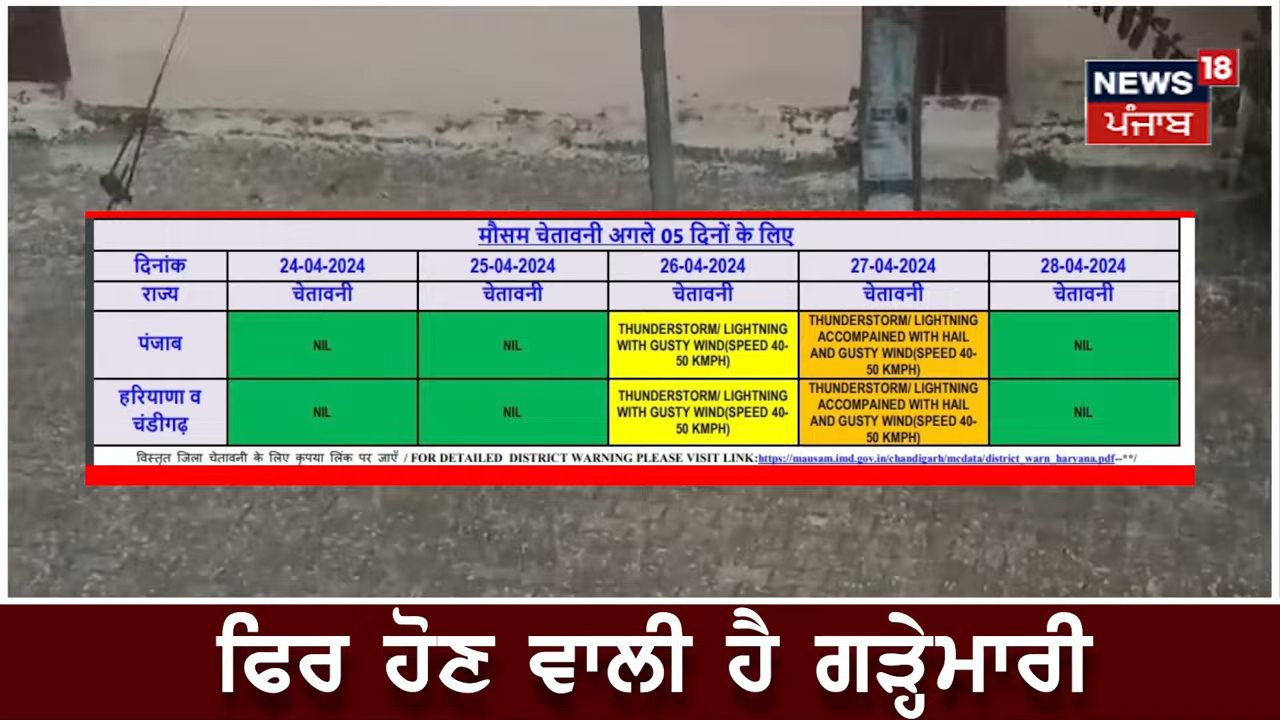 NEWS 18
ਪੰਜਾਬ
मौसम चेतावनी अगले 05 दिनों के लिए
दिनांक 24-04-2024 25-04-2024 26-04-2024 27-04-2024 28-04-2024
राज्य चेतावनी चेतावनी चेतावनी चेतावनी चेतावनी
पंजाब NIL NIL THUNDERSTORM/ LIGHTNING WITH GUSTY WIND(SPEED 40-50 KMPH) THUNDERSTORM/ LIGHTNING ACCOMPAINED WITH HAIL AND GUSTY WIND(SPEED 40-50 KMPH) NIL
हरियाणा व चंडीगढ़ NIL NIL THUNDERSTORM/ LIGHTNING WITH GUSTY WIND(SPEED 40-50 KMPH) THUNDERSTORM/ LIGHTNING ACCOMPAINED WITH HAIL AND GUSTY WIND(SPEED 40-50 KMPH) NIL
विस्तृत जिला चेतावनी के लिए कृपया लिंक पर जाएँ / FOR DETAILED DISTRICT WARNING PLEASE VISIT LINK:https://mausam.imd.gov.in/chandigarh/mcdata/district_warn_haryana.pdf--**/
ਫਿਰ ਹੋਣ ਵਾਲੀ ਹੈ ਗੜ੍ਹੇਮਾਰੀ